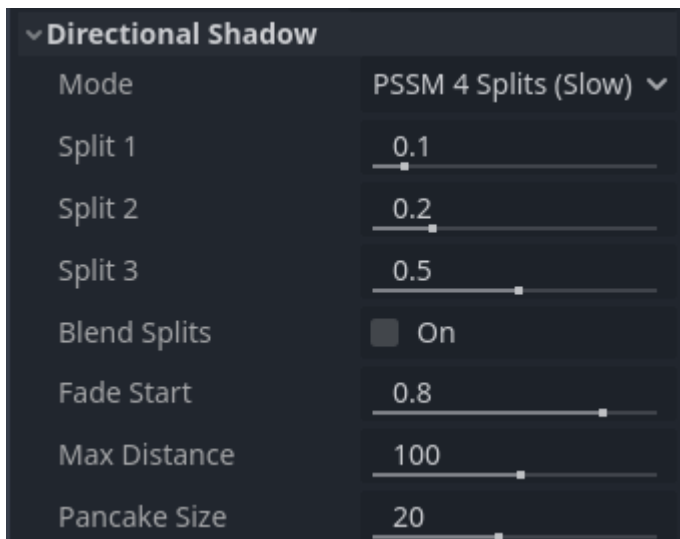 Directional Shadow
Mode PSSM 4 Splits (Slow)
Split 1 0.1
Split 2 0.2
Split 3 0.5
Blend Splits On
Fade Start 0.8
Max Distance 100
Pancake Size 20